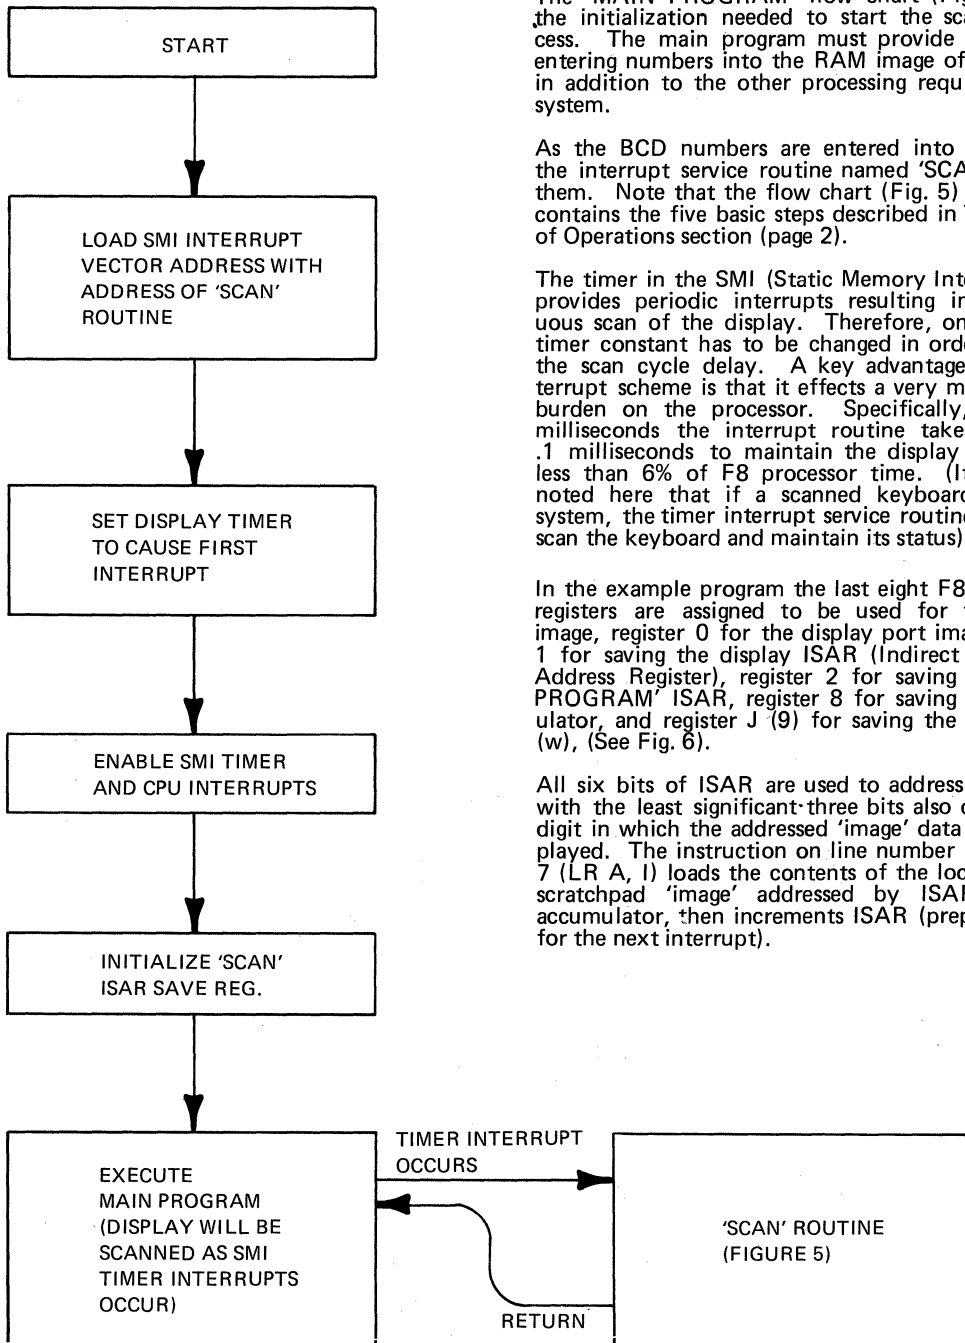 START
LOAD SMI INTERRUPT
VECTOR ADDRESS WITH
ADDRESS OF 'SCAN'
ROUTINE
SET DISPLAY TIMER
TO CAUSE FIRST
INTERRUPT
ENABLE SMI TIMER
AND CPU INTERRUPTS
INITIALIZE 'SCAN'
ISAR SAVE REG.
EXECUTE
MAIN PROGRAM
(DISPLAY WILL BE
SCANNED AS SMI
TIMER INTERRUPTS
OCCUR)
TIMER INTERRUPT
OCCURS
RETURN
'SCAN' ROUTINE
(FIGURE 5)
the initialization needed to start the
cess. The main program must provide
entering numbers into the RAM image of
in addition to the other processing
system.
As the BCD numbers are entered into
the interrupt service routine named
them. Note that the flow chart (Fig. 5)
contains the five basic steps described in
of Operations section (page 2).
The timer in the SMI (Static Memory
provides periodic interrupts resulting
uous scan of the display. Therefore,
timer constant has to be changed in
the scan cycle delay. A key advantage
terrupt scheme is that it effects a very
burden on the processor. Specifically,
milliseconds the interrupt routine
.1 milliseconds to maintain the display
less than 6% of F8 processor time.
noted here that if a scanned
system, the timer interrupt service
scan the keyboard and maintain its status)
In the example program the last eight F8
registers are assigned to be used for
image, register 0 for the display port
1 for saving the display ISAR (Indirect
Address Register), register 2 for saving
PROGRAM' ISAR, register 8 for saving
ulator, and register J (9) for saving the
(w), (See Fig. 6).
All six bits of ISAR are used to address
with the least significant three bits also
digit in which the addressed 'image' data
played. The instruction on line number
7 (LR A, I) loads the contents of the
scratchpad 'image' addressed by
accumulator, then increments ISAR
for the next interrupt).